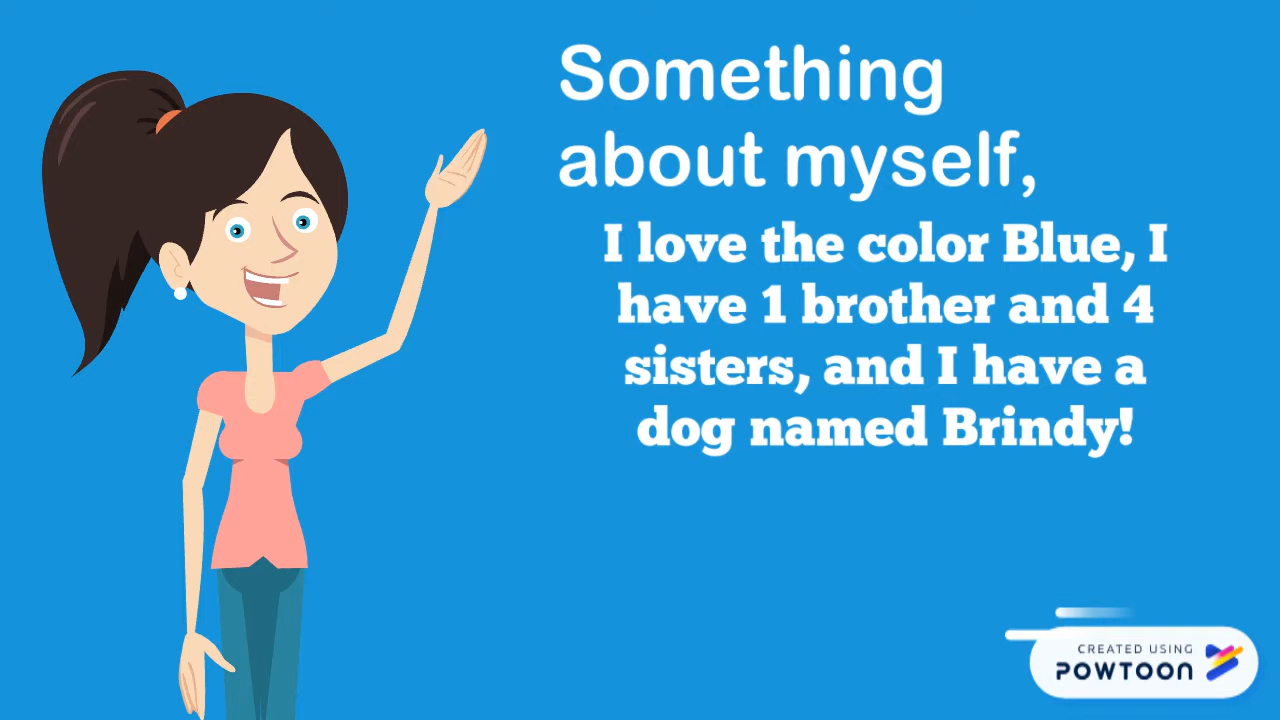 Something
about myself,
I love the color Blue, I
have 1 brother and 4
sisters, and I have a
dog named Brindy!
CREATED USING
POWTOON